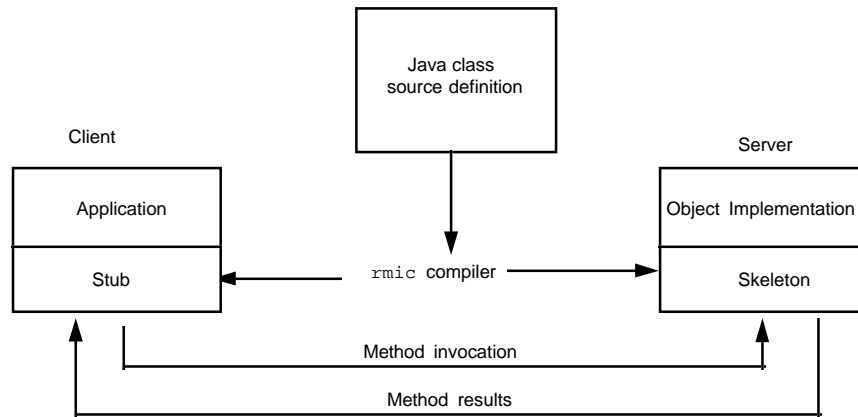 Java class
source definition
Client
Server
Application
Object Implementation
Stub
rmic compiler
Skeleton
Method invocation
Method results